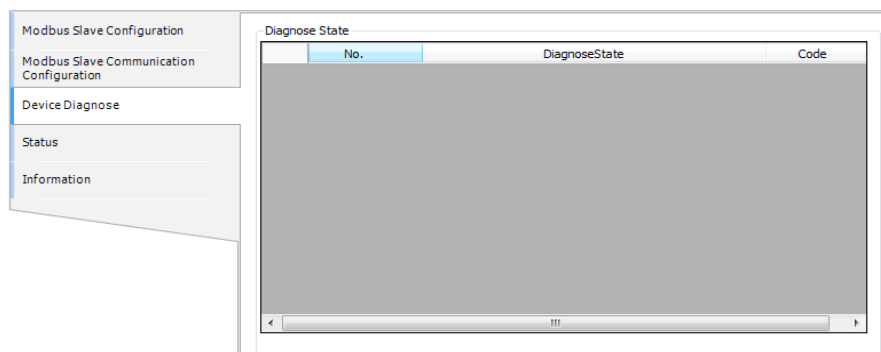 Modbus Slave Configuration
Modbus Slave Communication
Configuration
Device Diagnose
Status
Information
Diagnose State
No. DiagnoseState Code